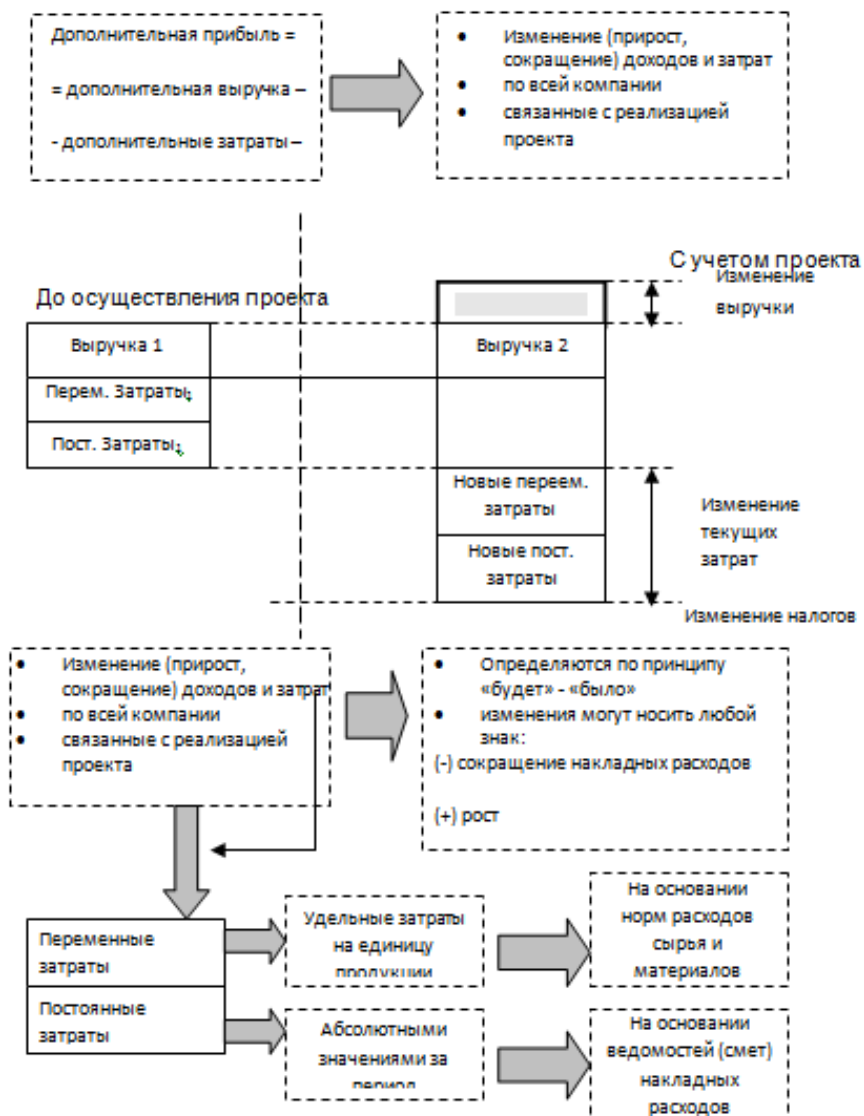 Дополнительная прибыль =
= дополнительная выручка –
- дополнительные затраты –
• Изменение (прирост,
сокращение) доходов и затрат
• по всей компании
• связанные с реализацией
проекта
С учетом проекта
До осуществления проекта
Изменение
выручки
Выручка 1
Выручка 2
Перем. Затраты1
Пост. Затраты1
Новые переем.
затраты
Новые пост.
затраты
Изменение
текущих
затрат
Изменение налогов
• Изменение (прирост,
сокращение) доходов и затрат
• по всей компании
• связанные с реализацией
проекта
• Определяются по принципу
«будет» - «было»
• изменения могут носить любой
знак:
(-) сокращение накладных расходов
(+) рост
Переменные
затраты
Удельные затраты
на единицу
продукции
На основании
норм расходов
сырья и
материалов
Постоянные
затраты
Абсолютными
значениями за
период
На основании
ведомостей (смет)
накладных
расходов